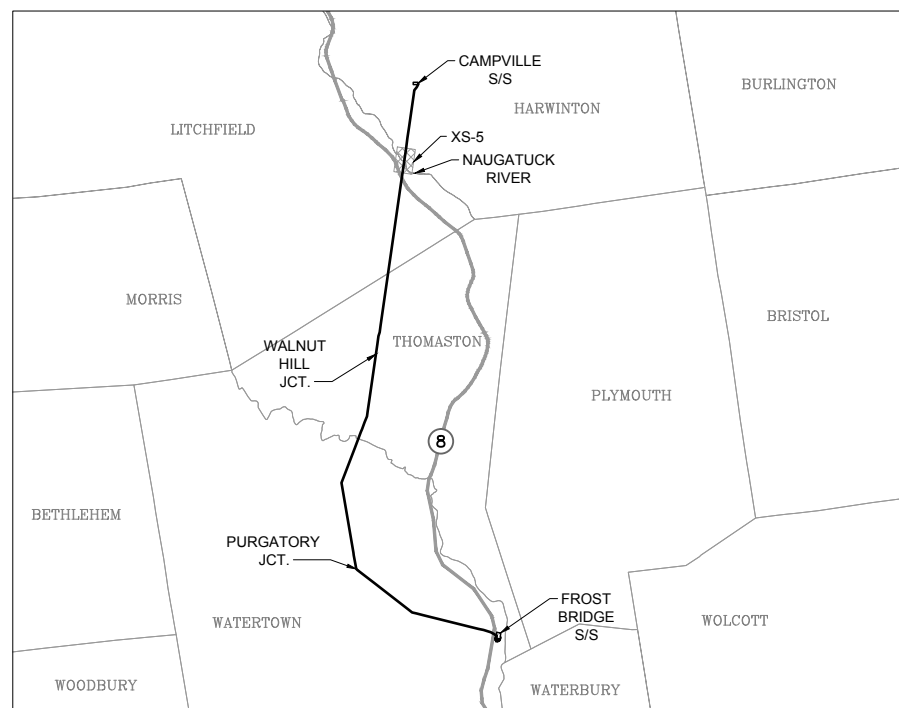 CAMPVILLE
S/S
BURLINGTON
HARWINTON
LITCHFIELD
XS-5
NAUGATUCK
RIVER
MORRIS
BRISTOL
WALNUT
HILL
JCT.
THOMASTON
PLYMOUTH
8
BETHLEHEM
PURGATORY
JCT.
FROST
BRIDGE
S/S
WATERTOWN
WOLCOTT
WOODBURY
WATERBURY